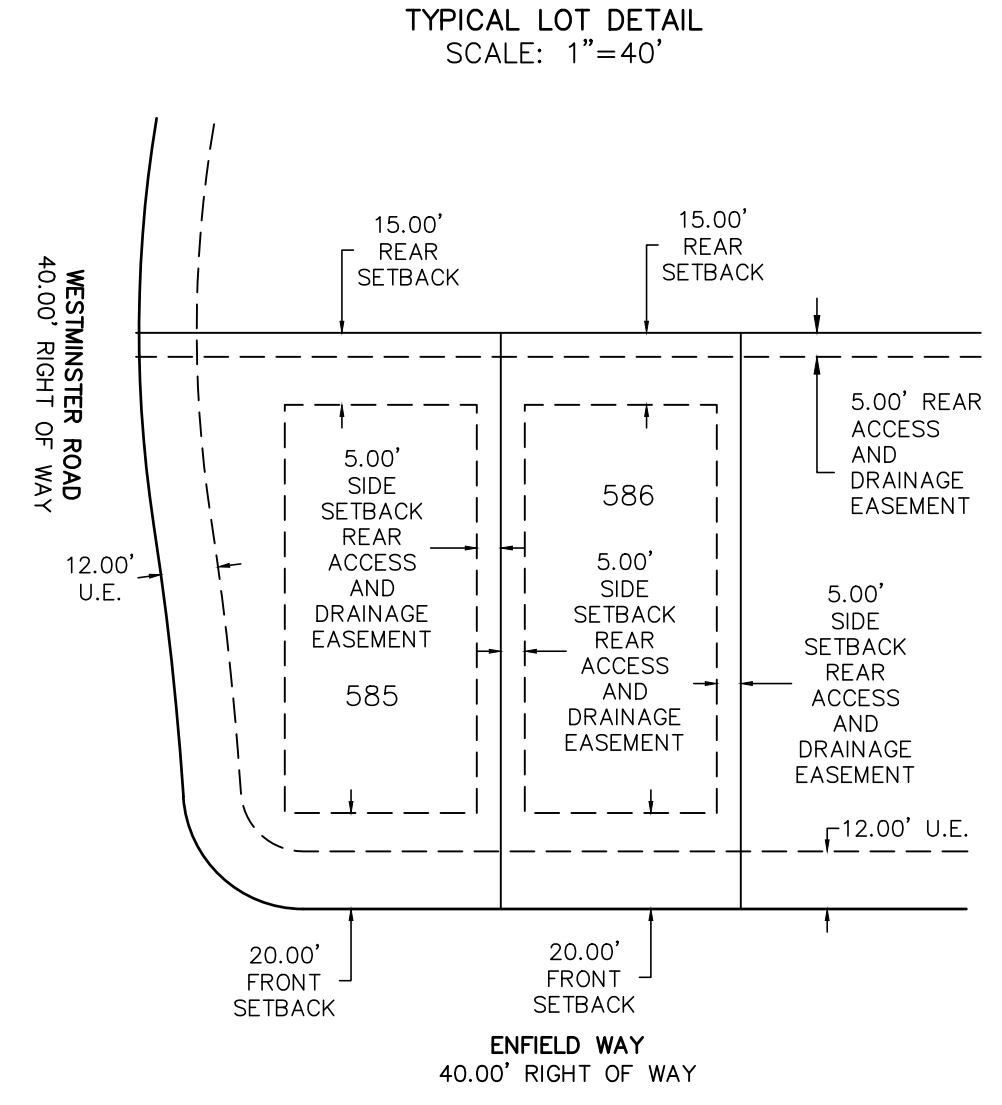 TYPICAL LOT DETAIL
SCALE: 1"=40'
15.00'
REAR
SETBACK
15.00'
REAR
SETBACK
WESTMINSTER ROAD
40.00' RIGHT OF WAY
5.00' REAR
ACCESS
AND
DRAINAGE
EASEMENT
5.00'
SIDE
SETBACK
REAR
ACCESS
AND
DRAINAGE
EASEMENT
585
586
5.00'
SIDE
SETBACK
REAR
ACCESS
AND
DRAINAGE
EASEMENT
12.00'
U.E.
5.00'
SIDE
SETBACK
REAR
ACCESS
AND
DRAINAGE
EASEMENT
12.00' U.E.
20.00'
FRONT
SETBACK
20.00'
FRONT
SETBACK
ENFIELD WAY
40.00' RIGHT OF WAY